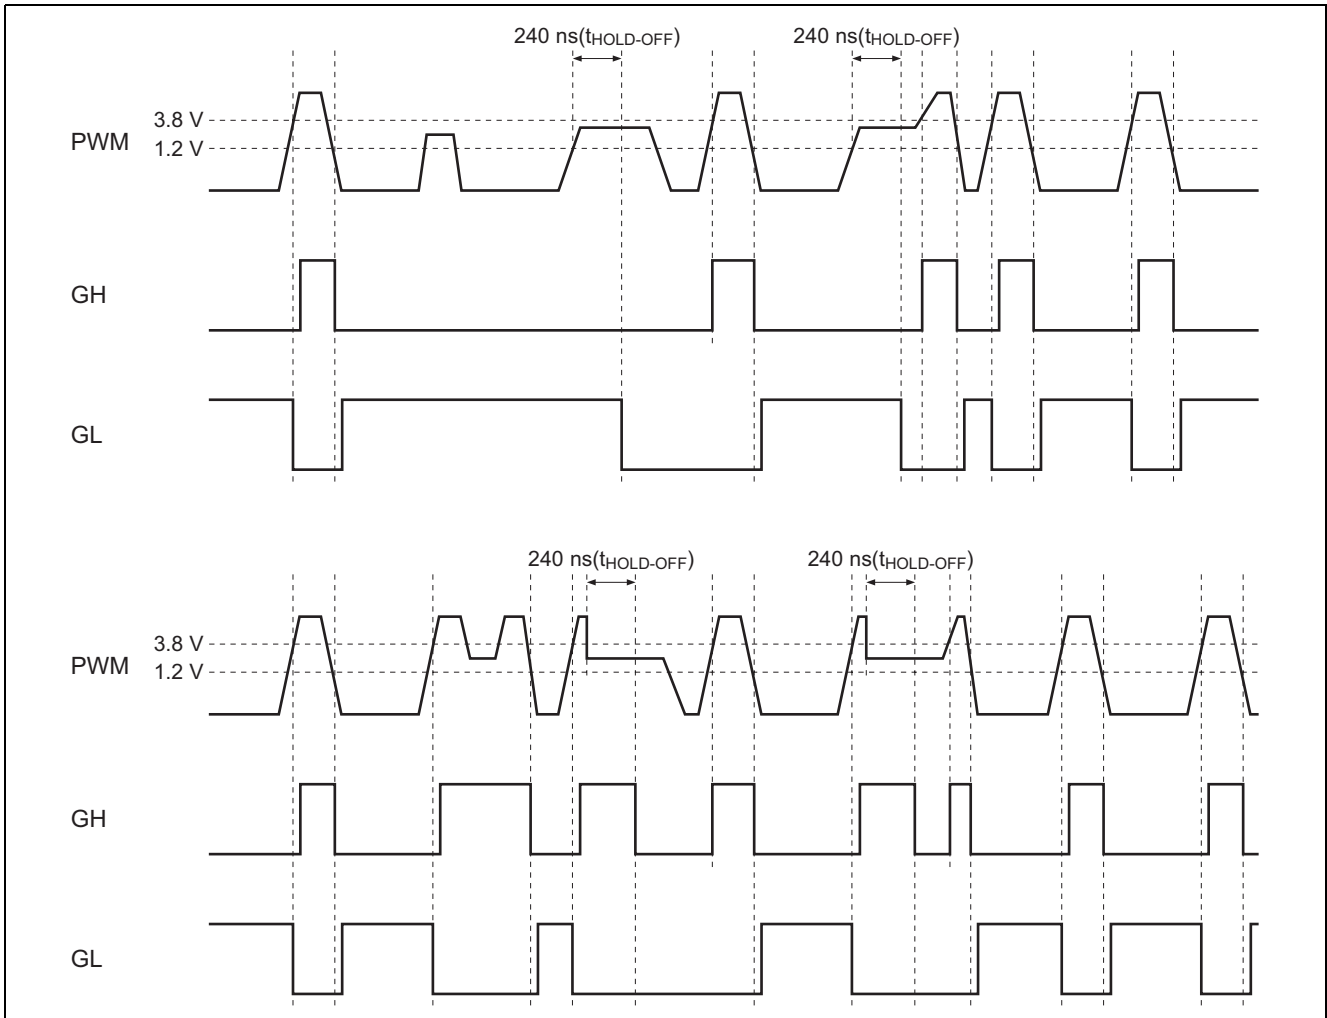 240 ns(tHOLD-OFF) 240 ns(tHOLD-OFF)
3.8 V
PWM
1.2 V
GH
GL
240 ns(tHOLD-OFF) 240 ns(tHOLD-OFF)
3.8 V
PWM
1.2 V
GH
GL